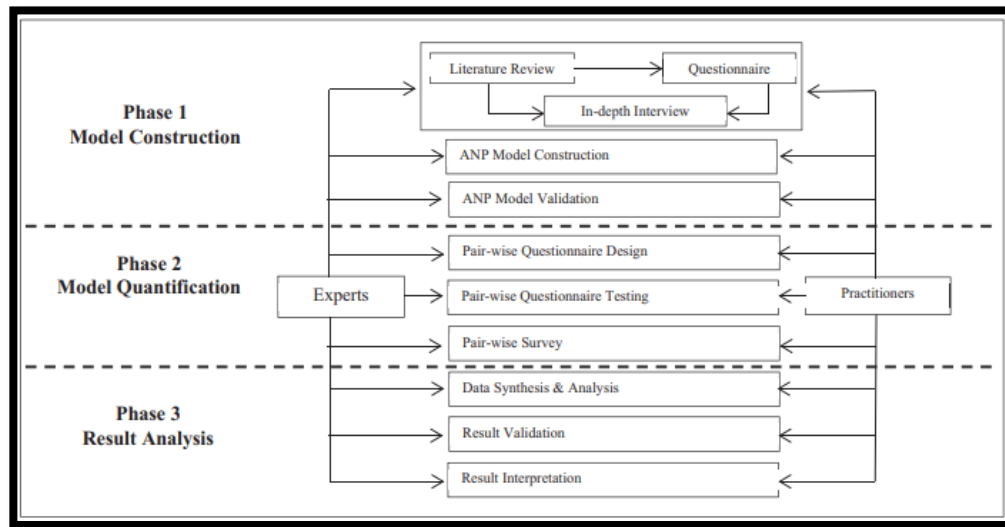 Literature Review
Questionnaire
In-depth Interview
Phase 1
Model Construction
ANP Model Construction
ANP Model Validation
Phase 2
Model Quantification
Pair-wise Questionnaire Design
Experts
Pair-wise Questionnaire Testing
Practitioners
Pair-wise Survey
Phase 3
Result Analysis
Data Synthesis & Analysis
Result Validation
Result Interpretation